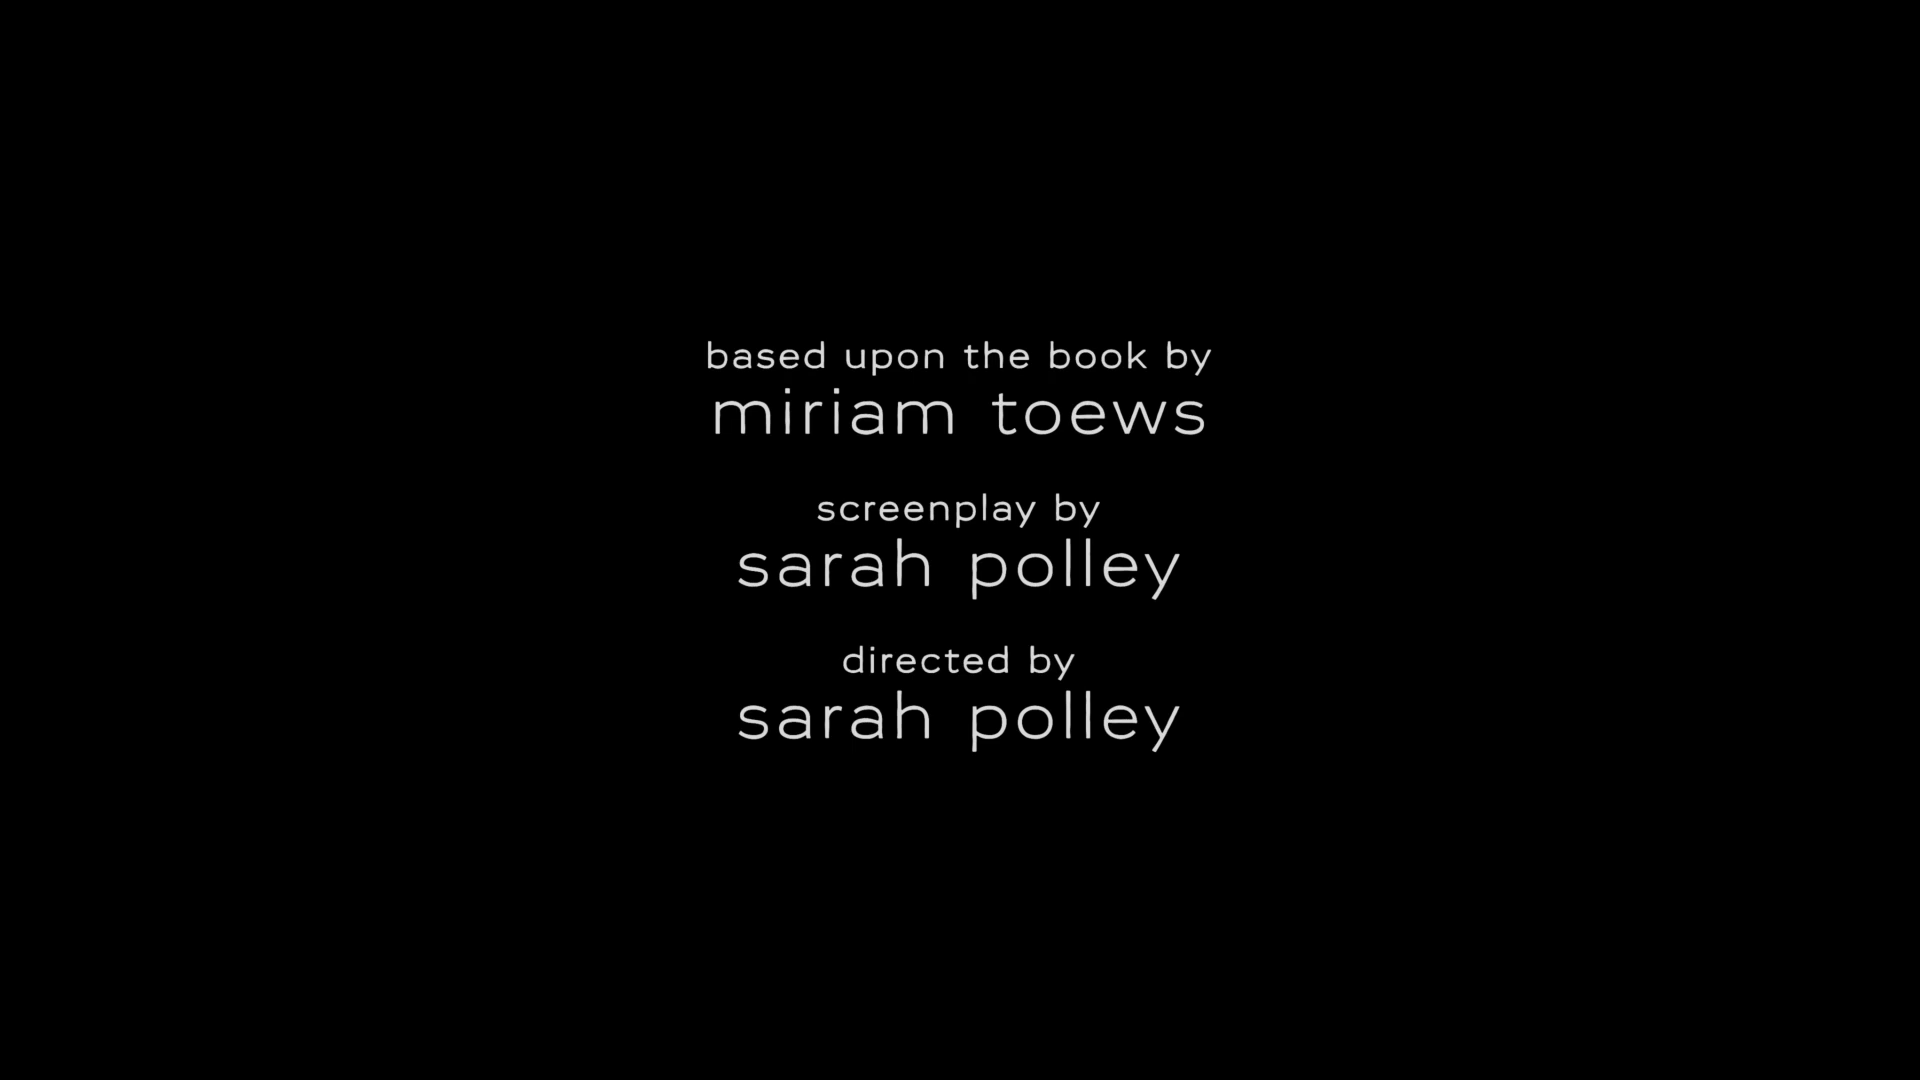 based upon the book by
miriam toews
screenplay by
sarah polley
directed by
sarah polley